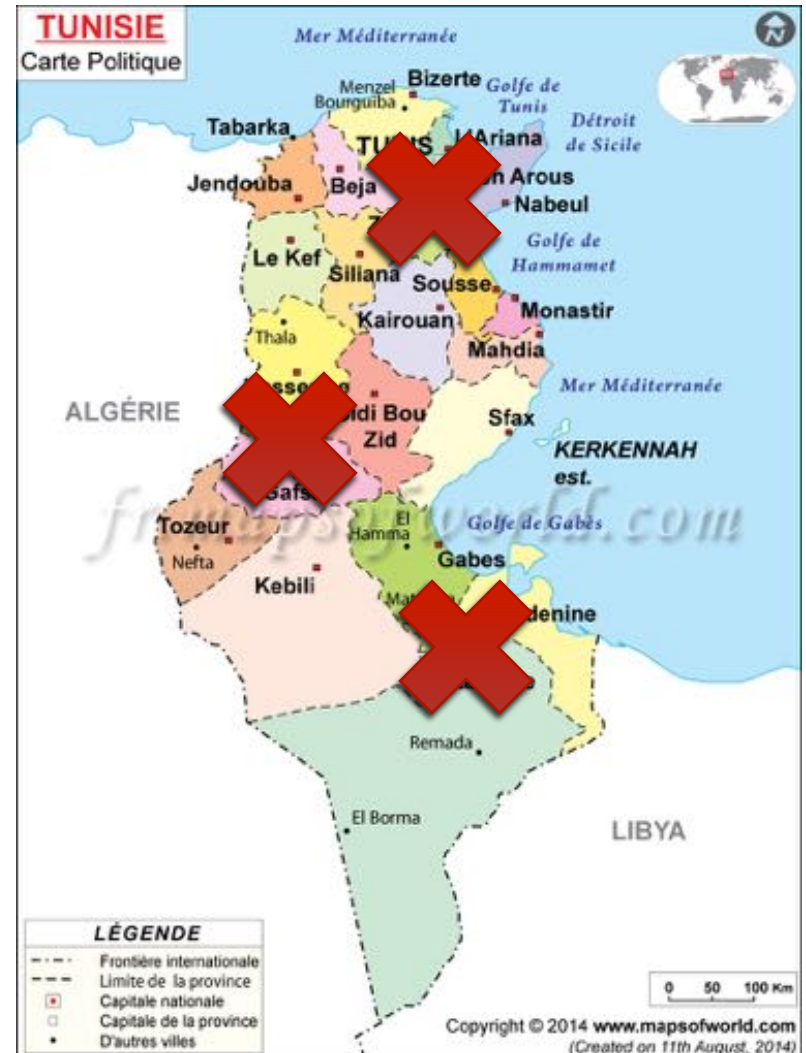 TUNISIE
Carte Politique
Mer Méditerranée
Menzel
Bourguiba
Bizerte
Golfe de
Tunis
Tabarka
Détroit
de Sicile
Jendouba
Beja
Nabeul
Golfe de
Hammamet
Le Kef
Siliana
Sousse
Kairouan
Monastir
Thala
Mahdia
Mer Méditerranée
ALGÉRIE
Sfax
Zid
KERKENNAH
est.
fr.mapsofworld.com
Tozeur
Nefta
El
Hamma
Golfe de Gabès
Gabes
Kebili
Remada
El Borma
LIBYA
LÉGENDE
Frontière internationale
Limite de la province
Capitale nationale
Capitale de la province
D'autres villes
0 50 100 Km
Copyright © 2014 www.mapsofworld.com
(Created on 11th August, 2014)